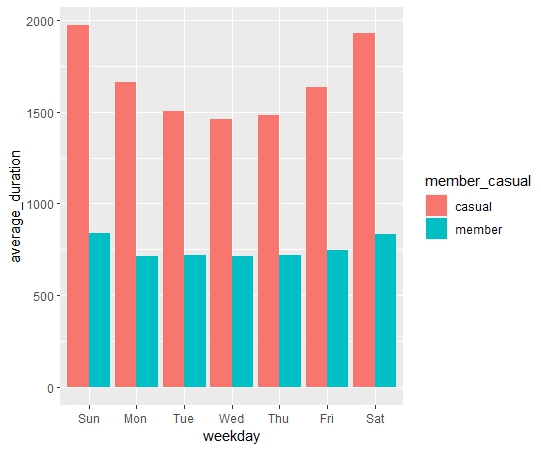 2000
1500
1000
500
0
average_duration
Sun Mon Tue Wed Thu Fri Sat
weekday
member_casual
casual
member